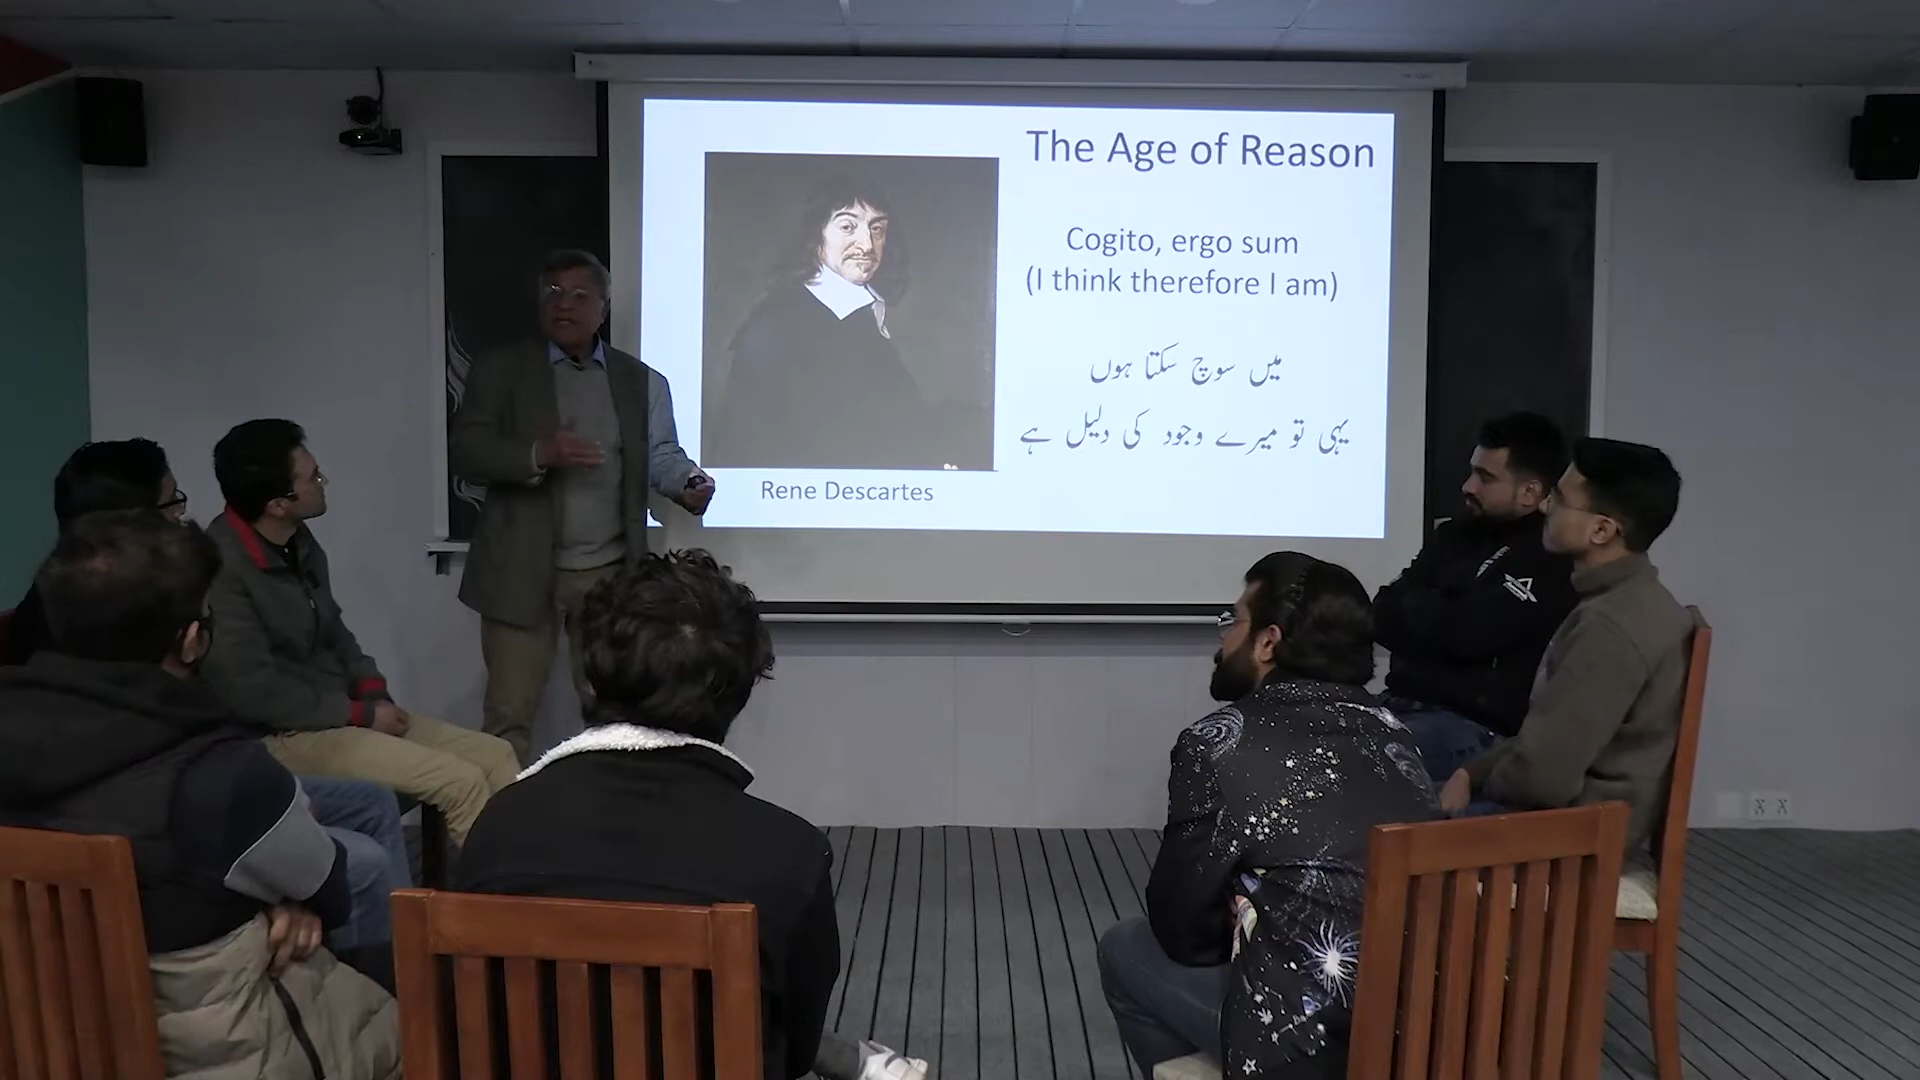 The Age of Reason
Cogito, ergo sum
(I think therefore I am)
میں سوچ سکتا ہوں
یہی تو میرے وجود کی دلیل ہے
Rene Descartes